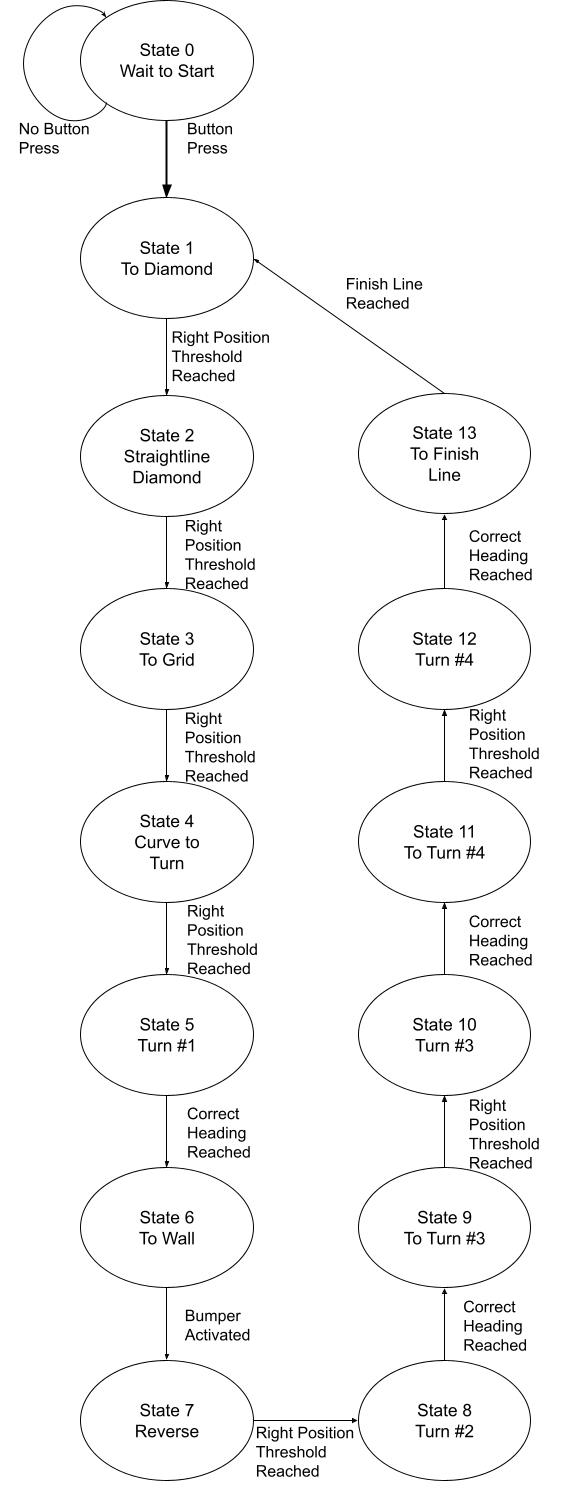 State 0
Wait to Start
No Button
Press
Button
Press
State 1
To Diamond
Finish Line
Reached
Right Position
Threshold
Reached
State 2
Straightline
Diamond
State 13
To Finish
Line
Right
Position
Threshold
Reached
Correct
Heading
Reached
State 3
To Grid
State 12
Turn #4
Right
Position
Threshold
Reached
Right
Position
Threshold
Reached
State 4
Curve to
Turn
State 11
To Turn #4
Right
Position
Threshold
Reached
Correct
Heading
Reached
State 5
Turn #1
State 10
Turn #3
Correct
Heading
Reached
Right
Position
Threshold
Reached
State 6
To Wall
State 9
To Turn #3
Bumper
Activated
Correct
Heading
Reached
State 7
Reverse
State 8
Turn #2
Right Position
Threshold
Reached